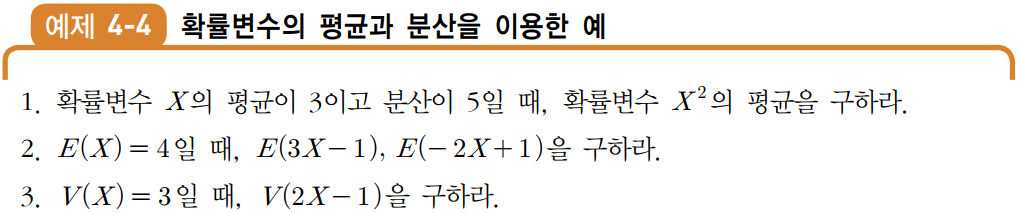 예제 4-4 확률변수의 평균과 분산을 이용한 예
1. 확률변수 X의 평균이 3이고 분산이 5일 때, 확률변수 X²의 평균을 구하라.
2. E(X)=4일 때, E(3X-1), E(-2X+1)을 구하라.
3. V(X)=3일 때, V(2X-1)을 구하라.